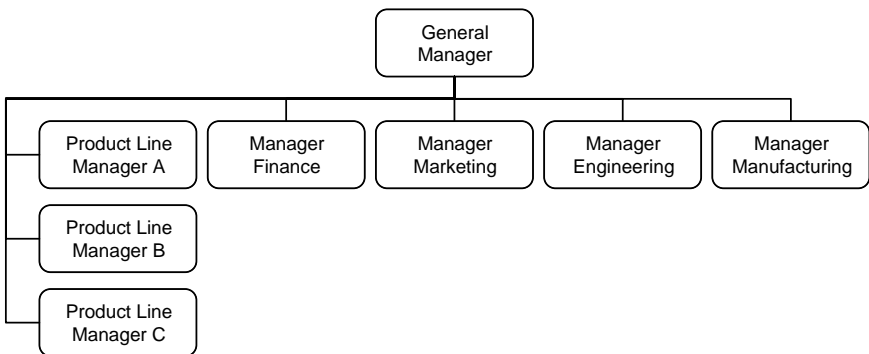 General
Manager
Product Line
Manager A
Manager
Finance
Manager
Marketing
Manager
Engineering
Manager
Manufacturing
Product Line
Manager B
Product Line
Manager C